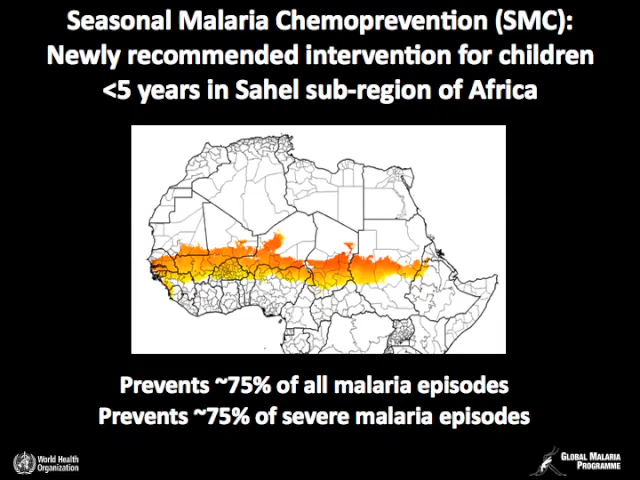 Seasonal Malaria Chemoprevention (SMC):
Newly recommended intervention for children
<5 years in Sahel sub-region of Africa
Prevents ~75% of all malaria episodes
Prevents ~75% of severe malaria episodes
World Health
Organization
GLOBAL MALARIA
PROGRAMME